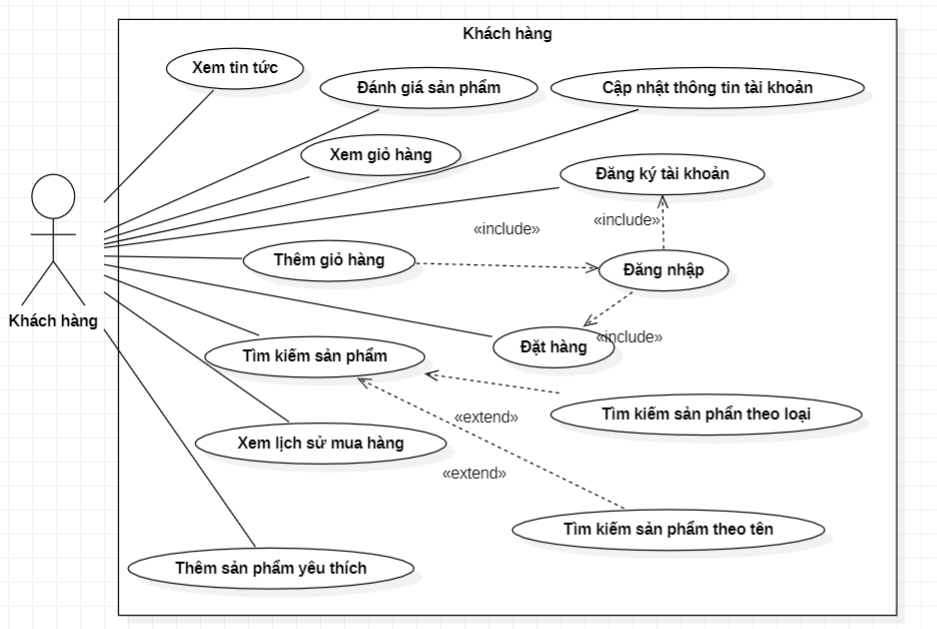 Khách hàng
Xem tin tức
Đánh giá sản phẩm
Cập nhật thông tin tài khoản
Xem giỏ hàng
Đăng ký tài khoản
«include»
«include»
Thêm giỏ hàng
Đăng nhập
Khách hàng
«include»
Đặt hàng
Tìm kiếm sản phẩm
«extend»
Tìm kiếm sản phẩn theo loại
Xem lịch sử mua hàng
«extend»
Tìm kiếm sản phẩm theo tên
Thêm sản phẩm yêu thích